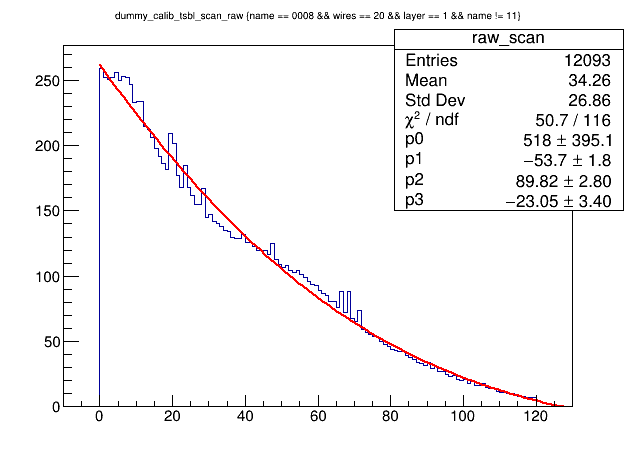 dummy_calib_tsbl_scan_raw {name == 0008 && wires == 20 && layer == 1 && name != 11}
raw_scan
Entries 12093
Mean 34.26
Std Dev 26.86
χ² / ndf 50.7 / 116
p0 518 ± 395.1
p1 −53.7 ± 1.8
p2 89.82 ± 2.80
p3 −23.05 ± 3.40
250
200
150
100
50
0
0 20 40 60 80 100 120